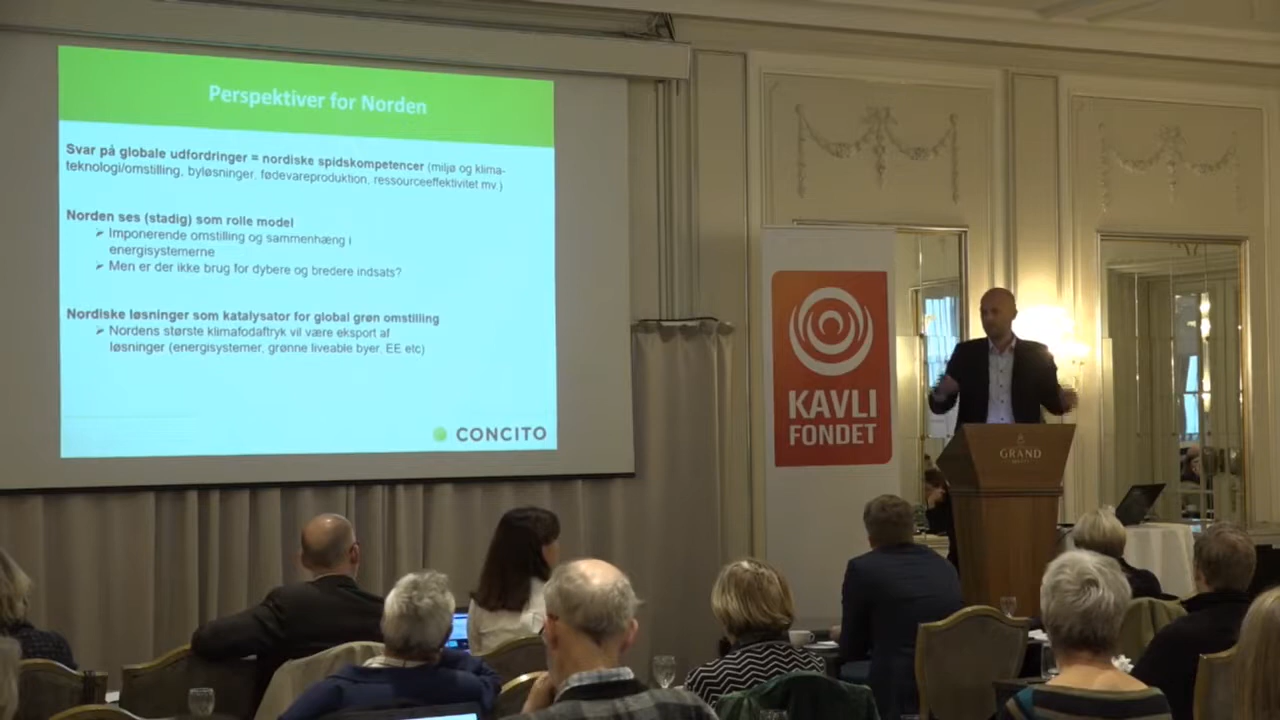 Perspektiver for Norden
Svar på globale udfordringer = nordiske spidskompetencer (miljø og klima-
teknologi/omstilling, byløsninger, fødevareproduktion, ressourceeffektivitet mv.)
Norden ses (stadig) som rolle model
➢ Imponerende omstilling og sammenhæng i
energisystemerne
➢ Men er der ikke brug for dybere og bredere indsats?
Nordiske løsninger som katalysator for global grøn omstilling
➢ Nordens største klimafodaftryk vil være eksport af
løsninger (energisystemer, grønne liveable byer, EE etc)
CONCITO
KAVLI
FONDET
GRAND